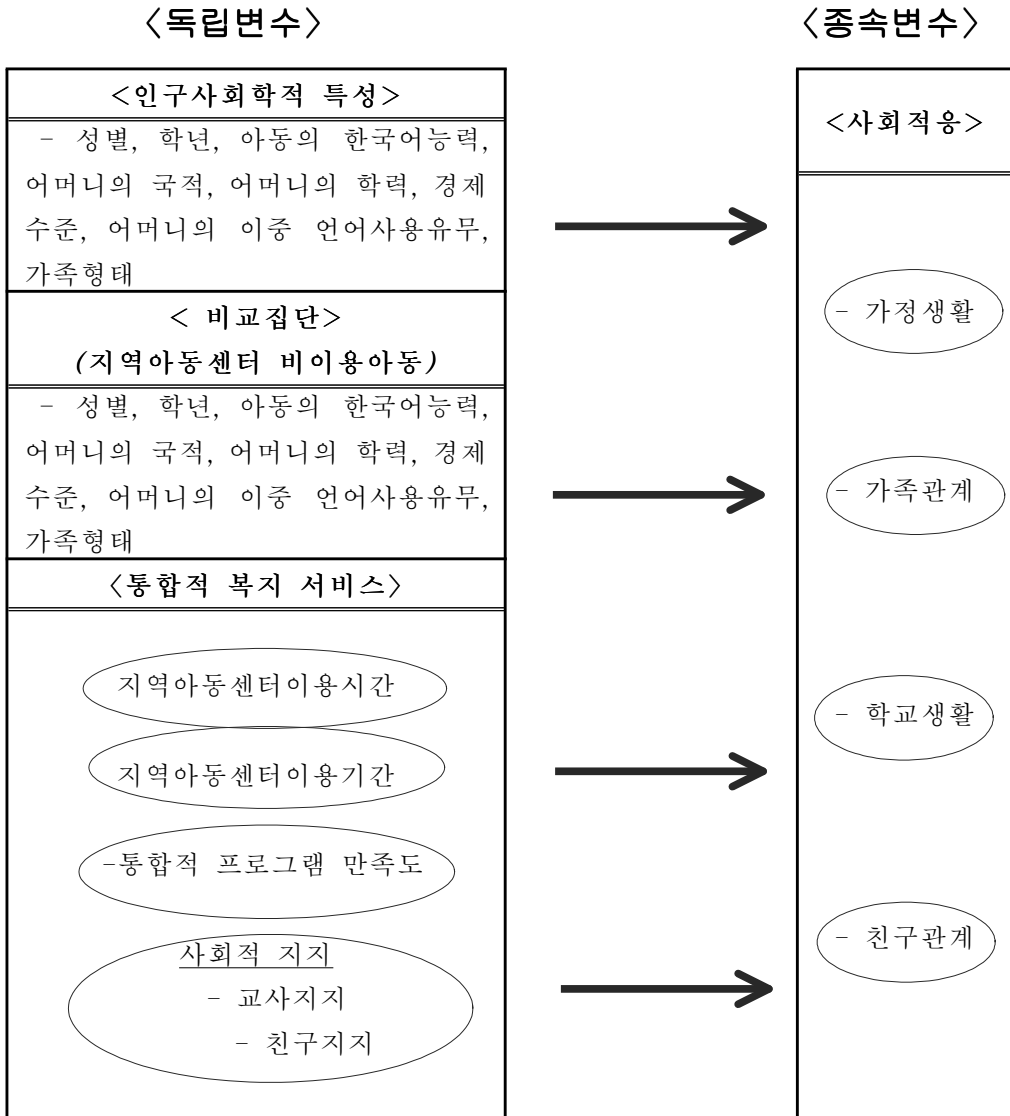 〈독립변수〉
<인구사회학적 특성>
- 성별, 학년, 아동의 한국어능력,
어머니의 국적, 어머니의 학력, 경제
수준, 어머니의 이중 언어사용유무,
가족형태
< 비교집단>
(지역아동센터 비이용아동)
- 성별, 학년, 아동의 한국어능력,
어머니의 국적, 어머니의 학력, 경제
수준, 어머니의 이중 언어사용유무,
가족형태
〈통합적 복지 서비스〉
지역아동센터이용시간
지역아동센터이용기간
-통합적 프로그램 만족도
사회적 지지
- 교사지지
- 친구지지
〈종속변수〉
<사회적응>
- 가정생활
- 가족관계
- 학교생활
- 친구관계